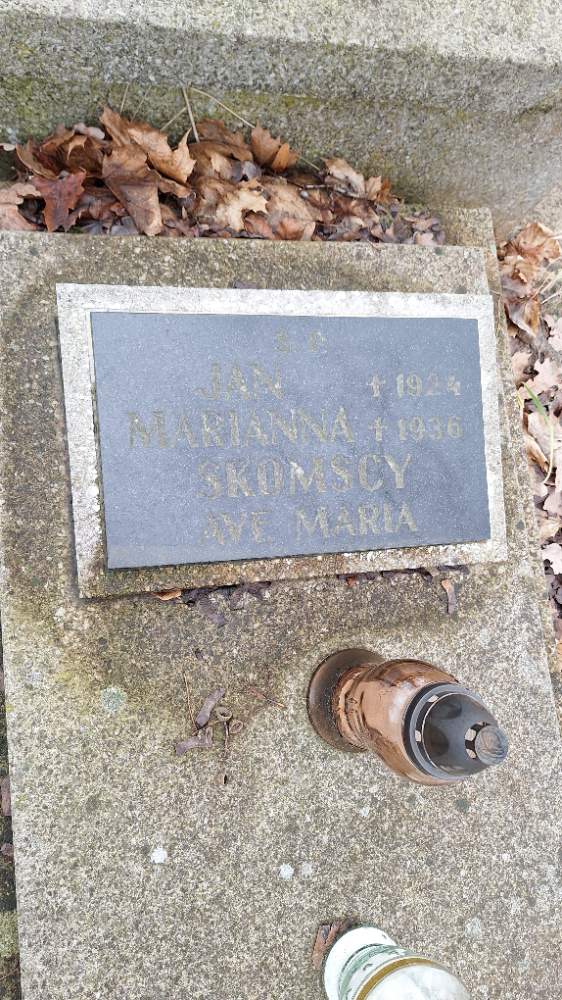 Ś. P.
JAN † 1924
MARIANNA † 1936
SKOMSCY
AVE MARIA